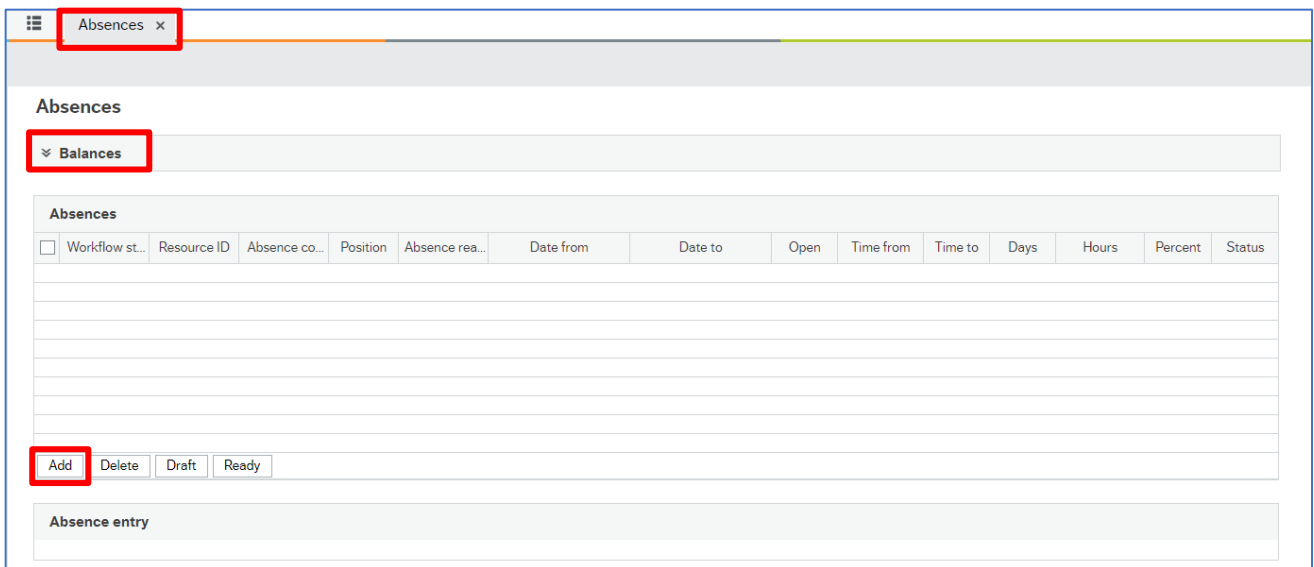 Absences ×
Absences
Balances
Absences
Workflow st... Resource ID Absence co... Position Absence rea... Date from Date to Open Time from Time to Days Hours Percent Status
Add Delete Draft Ready
Absence entry